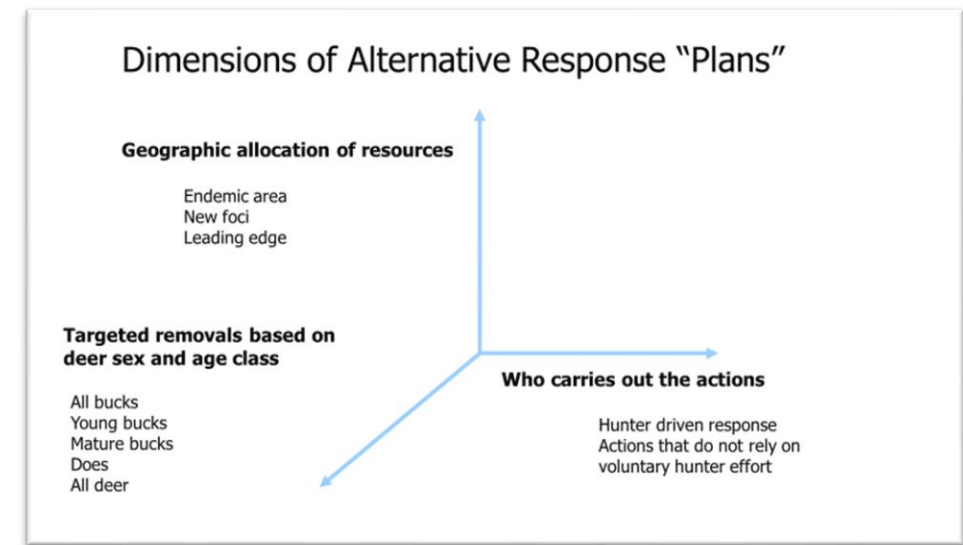 Dimensions of Alternative Response “Plans”
Geographic allocation of resources
Endemic area
New foci
Leading edge
Targeted removals based on
deer sex and age class
All bucks
Young bucks
Mature bucks
Does
All deer
Who carries out the actions
Hunter driven response
Actions that do not rely on
voluntary hunter effort